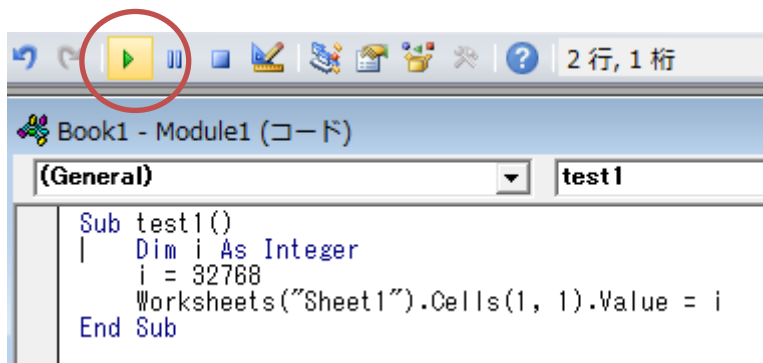 2 行, 1 桁
Book1 - Module1 (コード)
(General) test1
Sub test1()
Dim i As Integer
i = 32768
Worksheets("Sheet1").Cells(1, 1).Value = i
End Sub